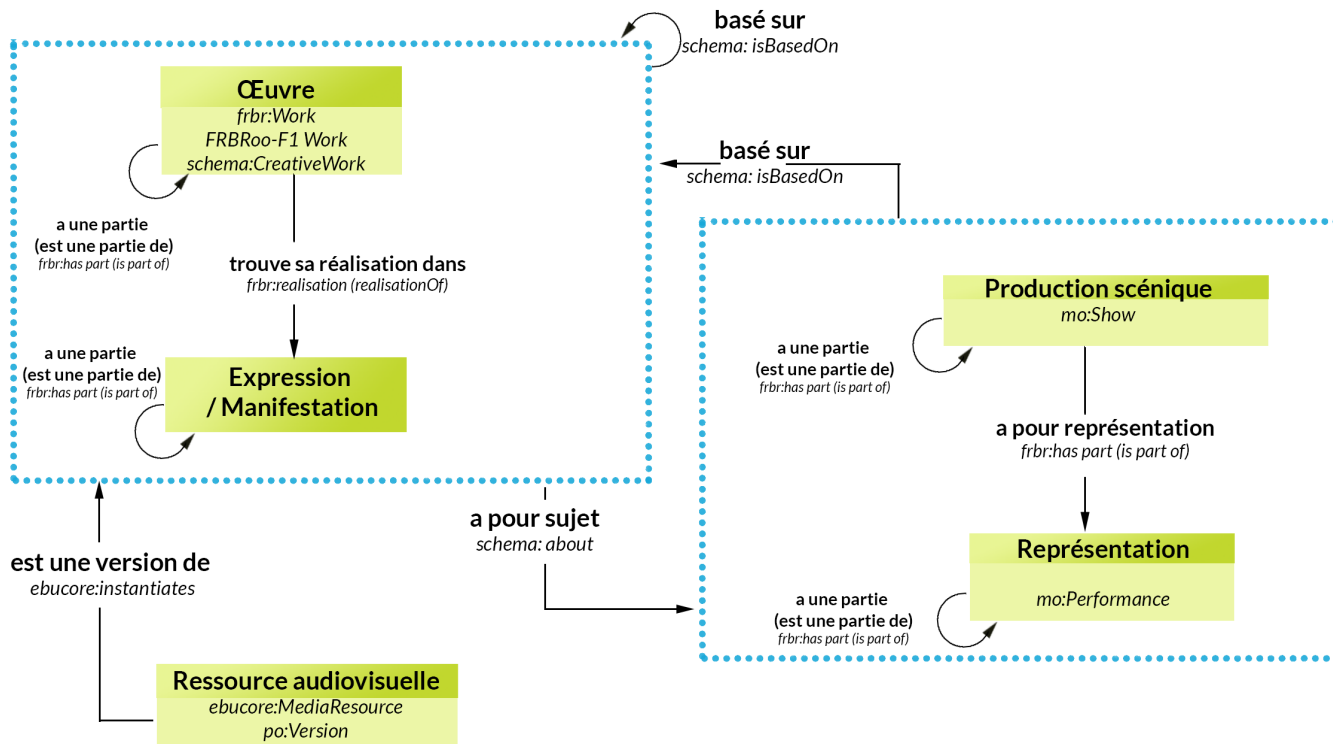 basé sur
schema: isBasedOn
Œuvre
frbr:Work
FRBRoo-F1 Work
schema:CreativeWork
a une partie
(est une partie de)
frbr:has part (is part of)
trouve sa réalisation dans
frbr:realisation (realisationOf)
a une partie
(est une partie de)
frbr:has part (is part of)
Expression
/ Manifestation
basé sur
schema: isBasedOn
Production scénique
mo:Show
a une partie
(est une partie de)
frbr:has part (is part of)
a pour représentation
frbr:has part (is part of)
Représentation
mo:Performance
a une partie
(est une partie de)
frbr:has part (is part of)
a pour sujet
schema: about
est une version de
ebucore:instantiates
Ressource audiovisuelle
ebucore:MediaResource
po:Version